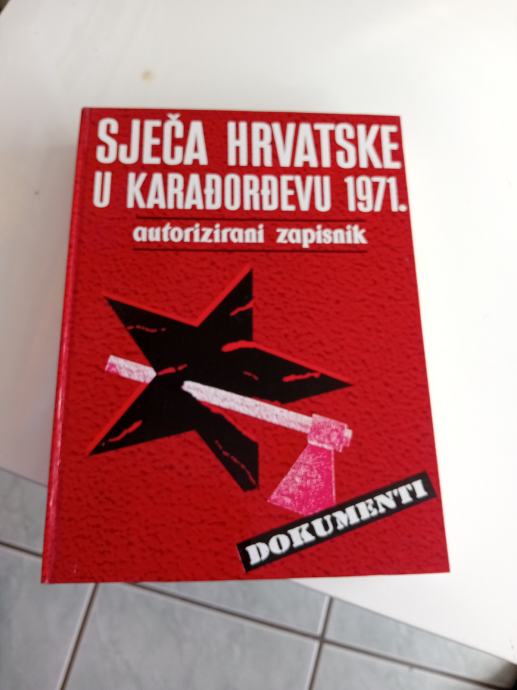 SJEČA HRVATSKE
U KARAĐORĐEVU 1971.
autorizirani zapisnik
DOKUMENTI